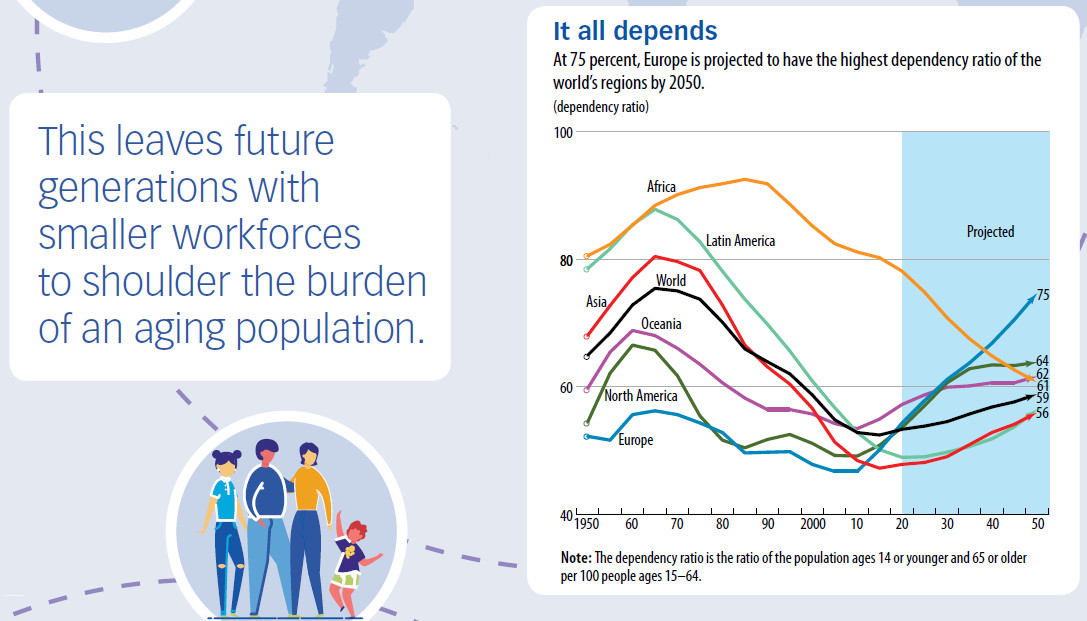 This leaves future
generations with
smaller workforces
to shoulder the burden
of an aging population.
It all depends
At 75 percent, Europe is projected to have the highest dependency ratio of the
world's regions by 2050.
(dependency ratio)
100
80
60
40
Africa
Latin America
Projected
World
Asia
Oceania
North America
Europe
75
64
62
61
59
56
1950 60 70 80 90 2000 10 20 30 40 50
Note: The dependency ratio is the ratio of the population ages 14 or younger and 65 or older
per 100 people ages 15–64.